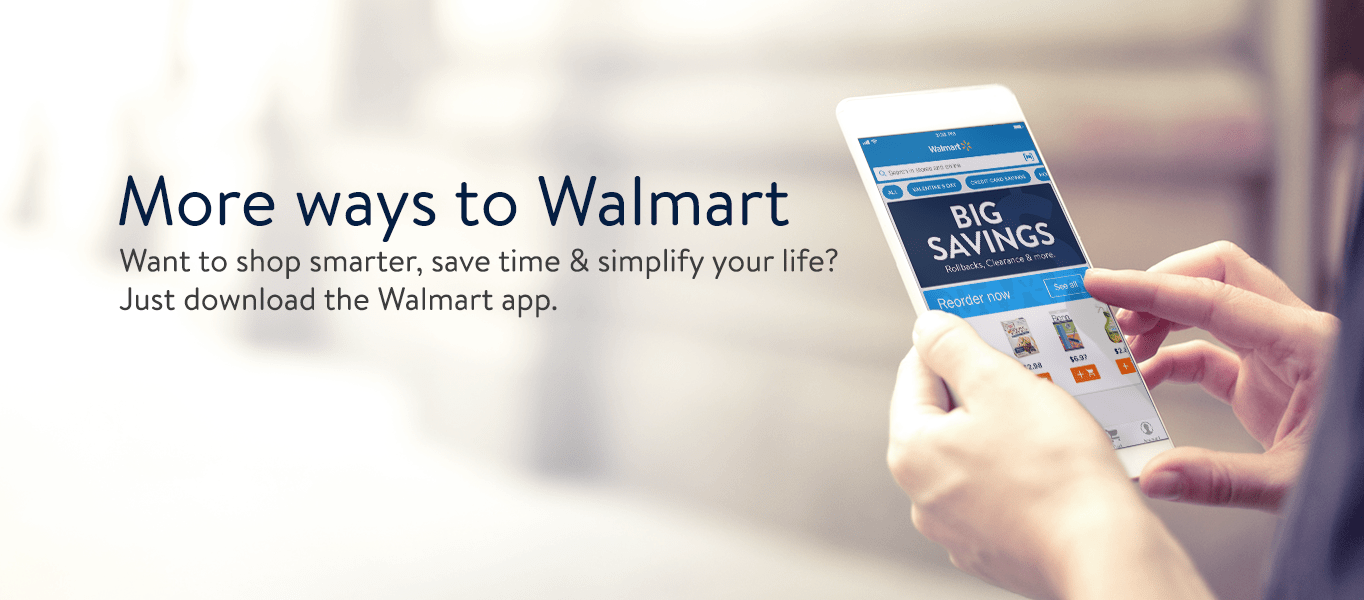 More ways to Walmart
Want to shop smarter, save time & simplify your life?
Just download the Walmart app.
Walmart
ALL
VALENTINE'S DAY
CREDIT CARD SAVINGS
BIG
SAVINGS
Rollbacks, Clearance & more.
Reorder now
See all
$6.97